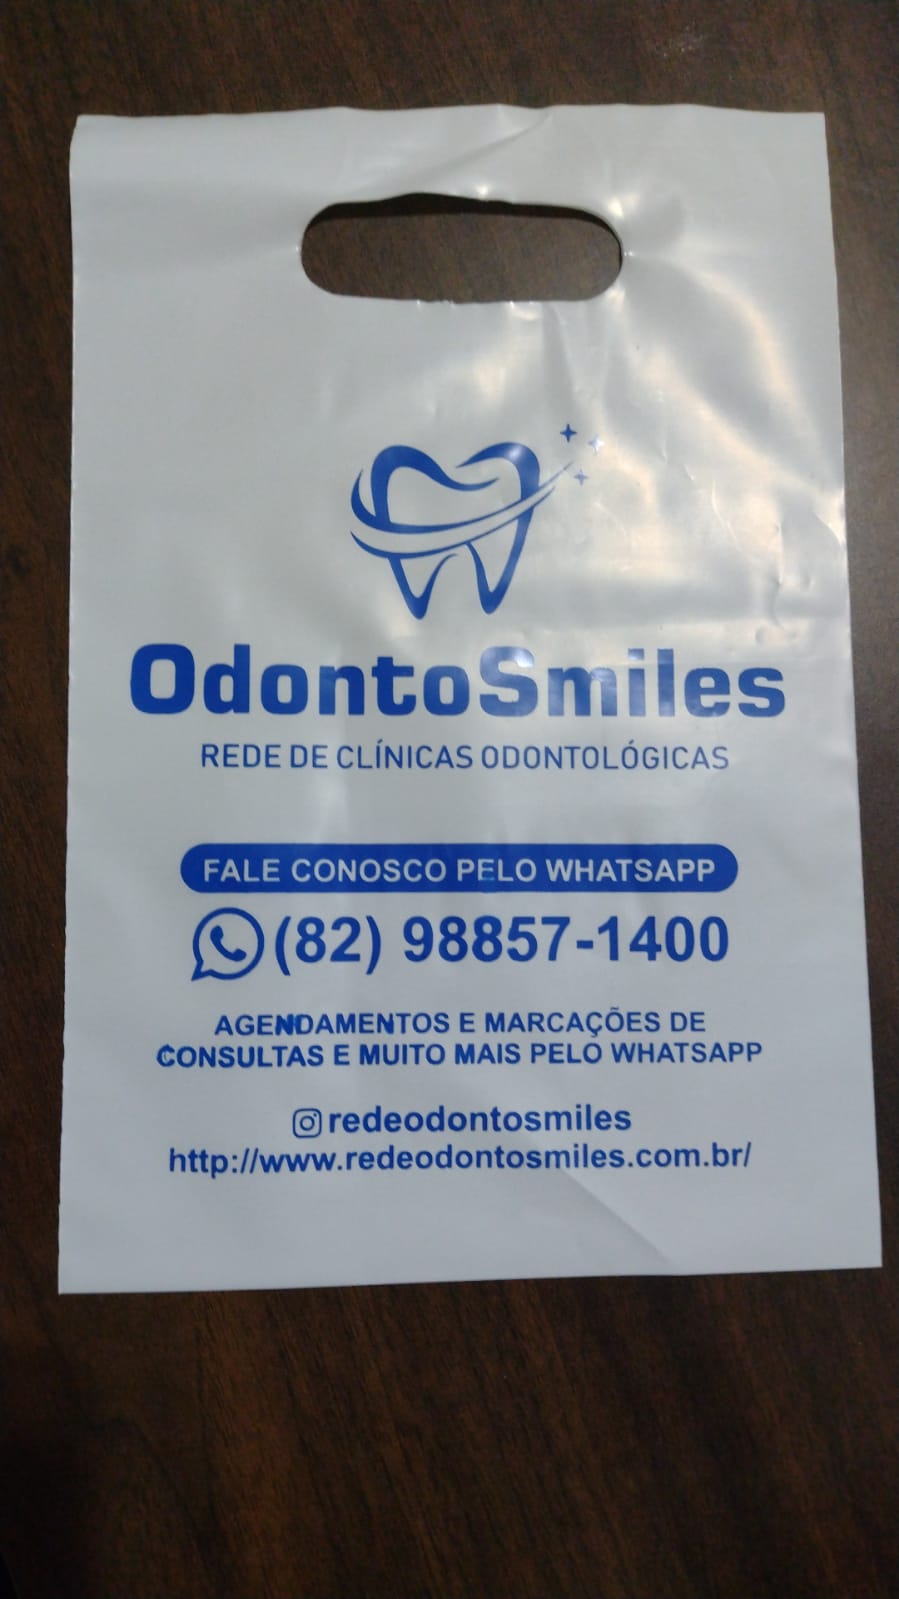 OdontoSmiles
REDE DE CLÍNICAS ODONTOLÓGICAS
FALE CONOSCO PELO WHATSAPP
(82) 98857-1400
AGENDAMENTOS E MARCAÇÕES DE
CONSULTAS E MUITO MAIS PELO WHATSAPP
redeodontosmiles
http://www.redeodontosmiles.com.br/